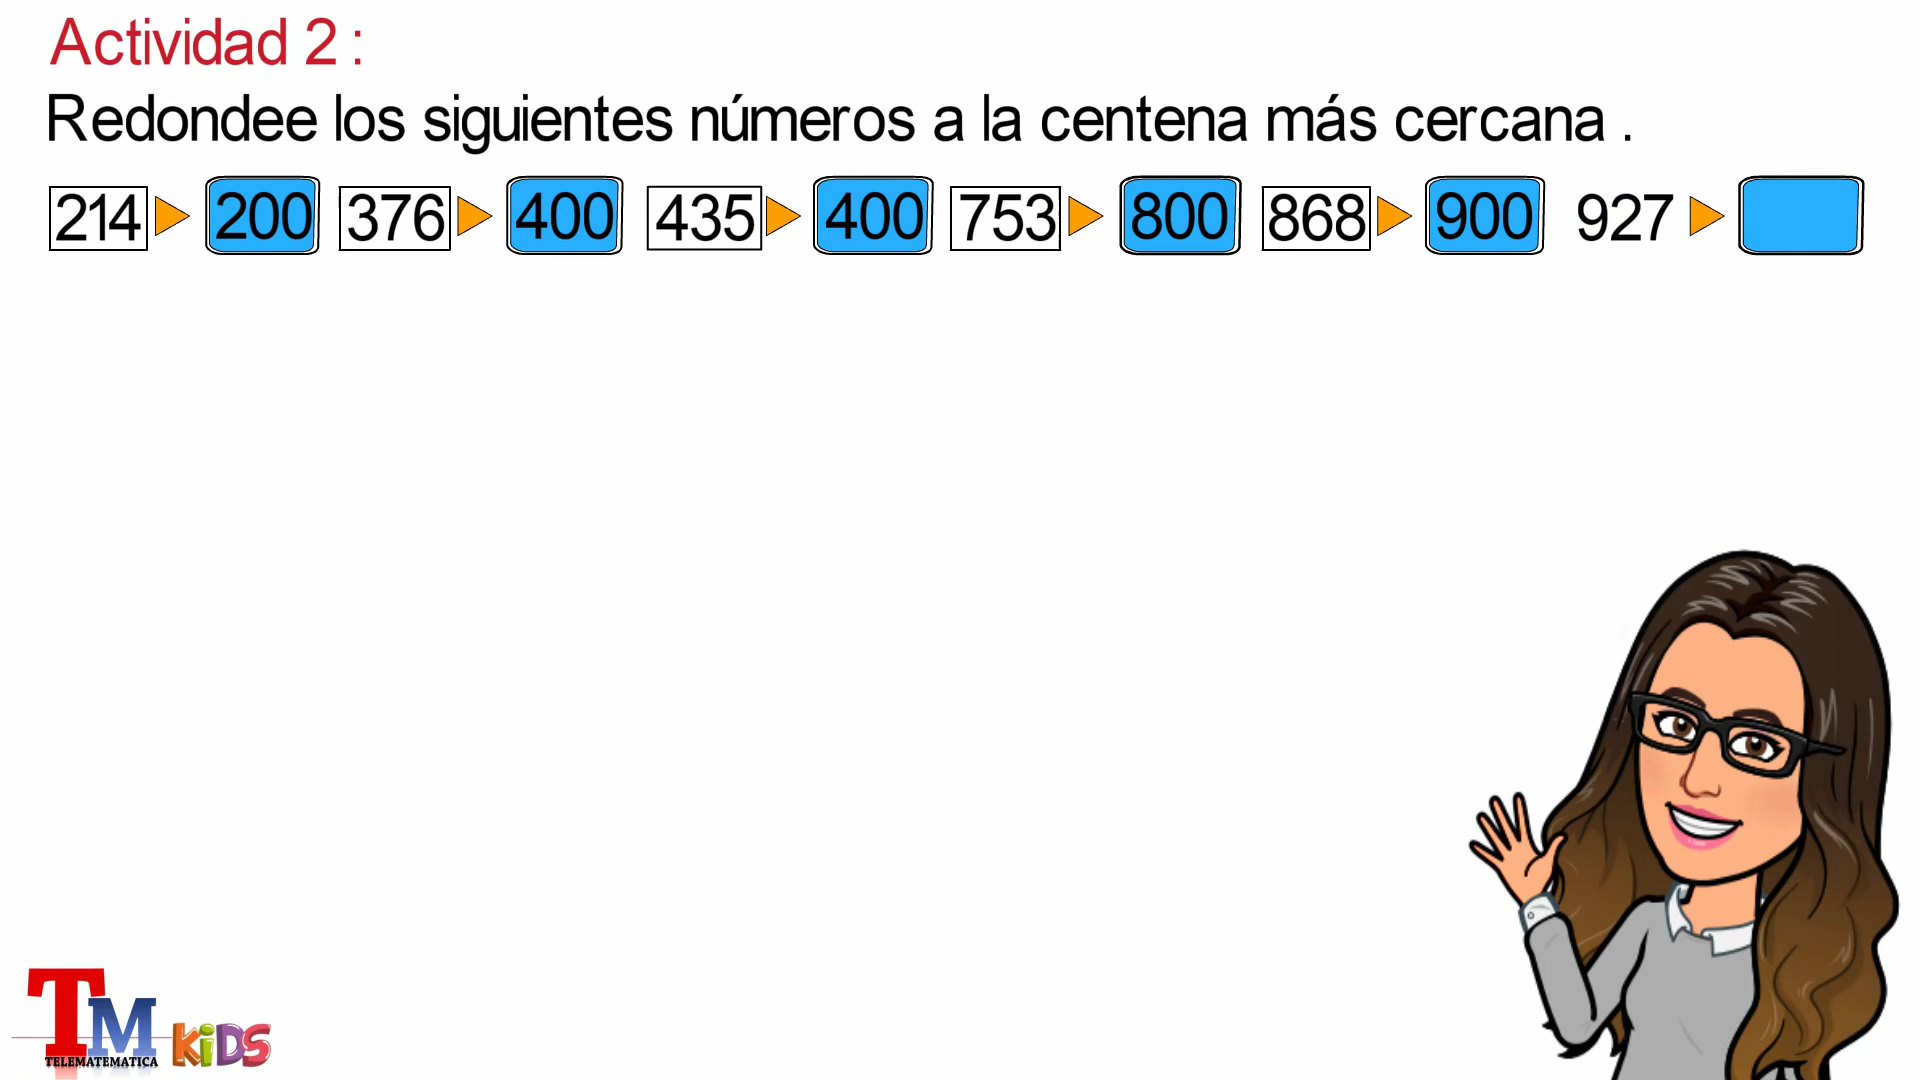 Actividad 2 :
Redondee los siguientes números a la centena más cercana .
214 200 376 400 435 400 753 800 868 900 927
TM
TELEMATEMATICA
KiDS